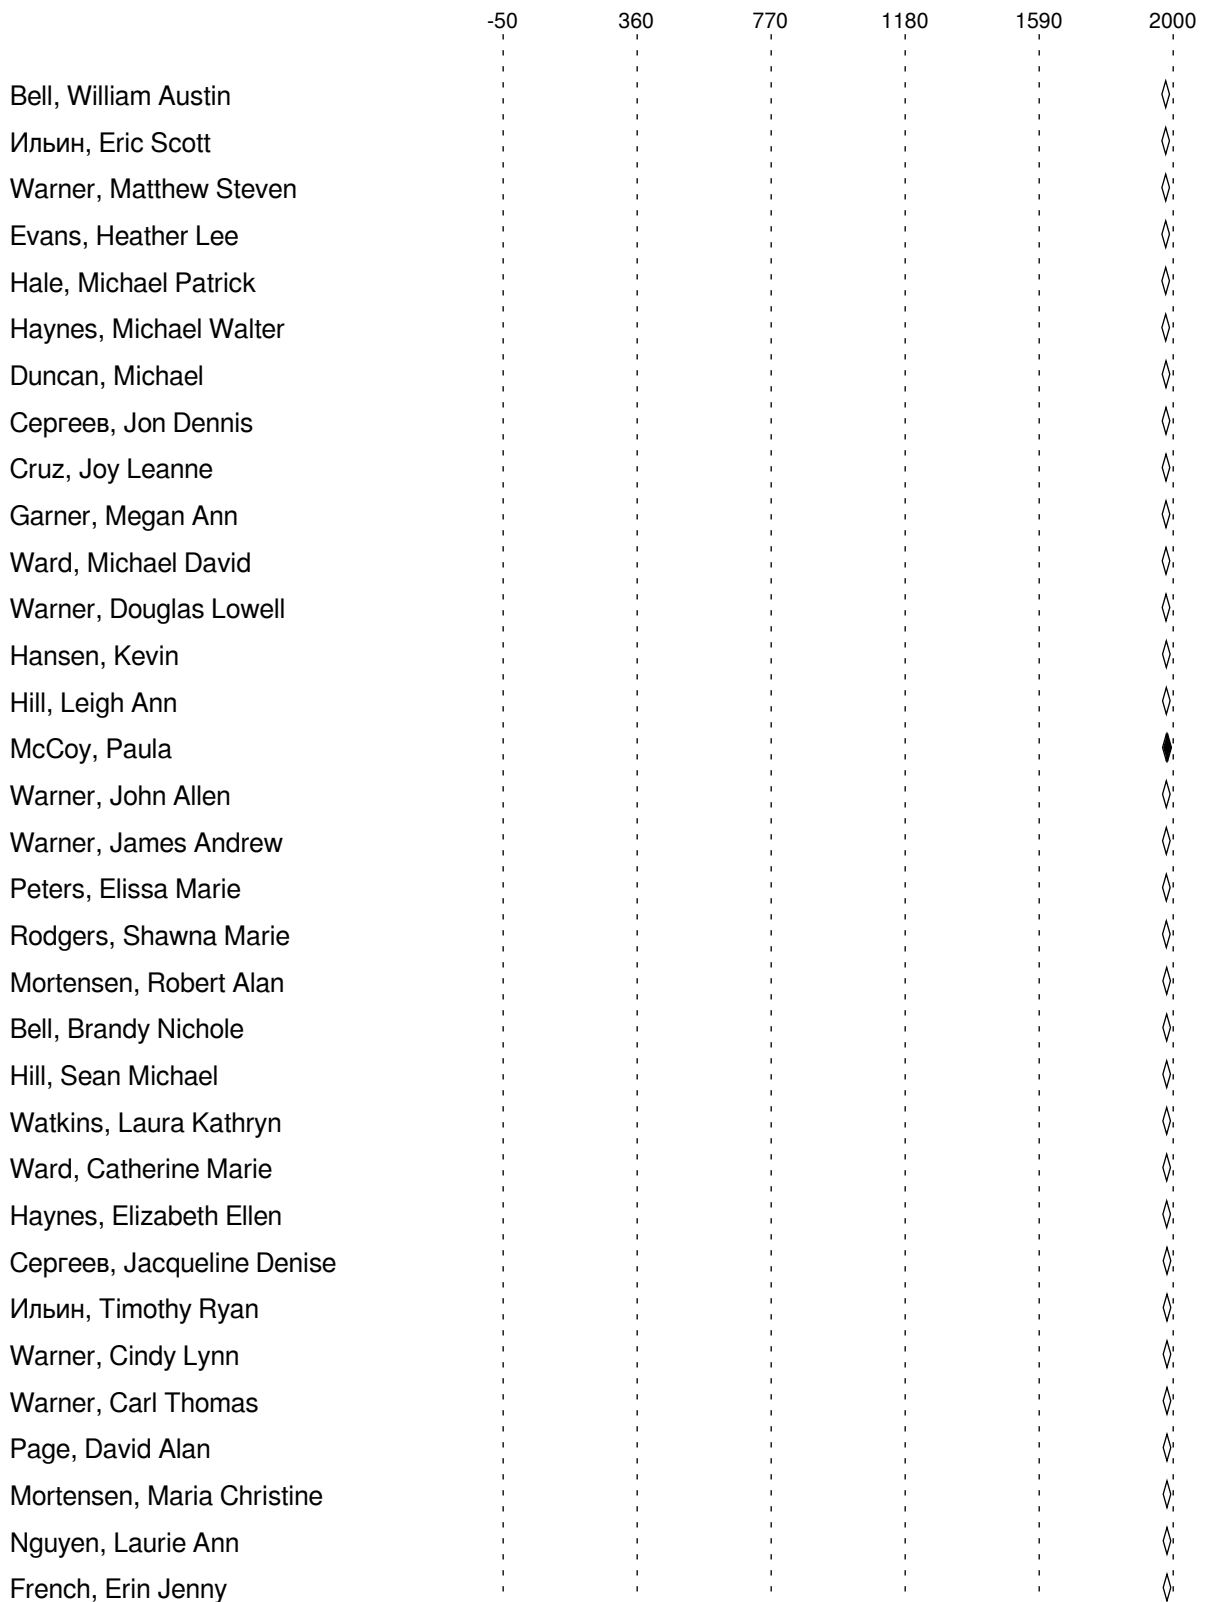 -50 360 770 1180 1590 2000
Bell, William Austin
Ильин, Eric Scott
Warner, Matthew Steven
Evans, Heather Lee
Hale, Michael Patrick
Haynes, Michael Walter
Duncan, Michael
Сергеев, Jon Dennis
Cruz, Joy Leanne
Garner, Megan Ann
Ward, Michael David
Warner, Douglas Lowell
Hansen, Kevin
Hill, Leigh Ann
McCoy, Paula
Warner, John Allen
Warner, James Andrew
Peters, Elissa Marie
Rodgers, Shawna Marie
Mortensen, Robert Alan
Bell, Brandy Nichole
Hill, Sean Michael
Watkins, Laura Kathryn
Ward, Catherine Marie
Haynes, Elizabeth Ellen
Сергеев, Jacqueline Denise
Ильин, Timothy Ryan
Warner, Cindy Lynn
Warner, Carl Thomas
Page, David Alan
Mortensen, Maria Christine
Nguyen, Laurie Ann
French, Erin Jenny